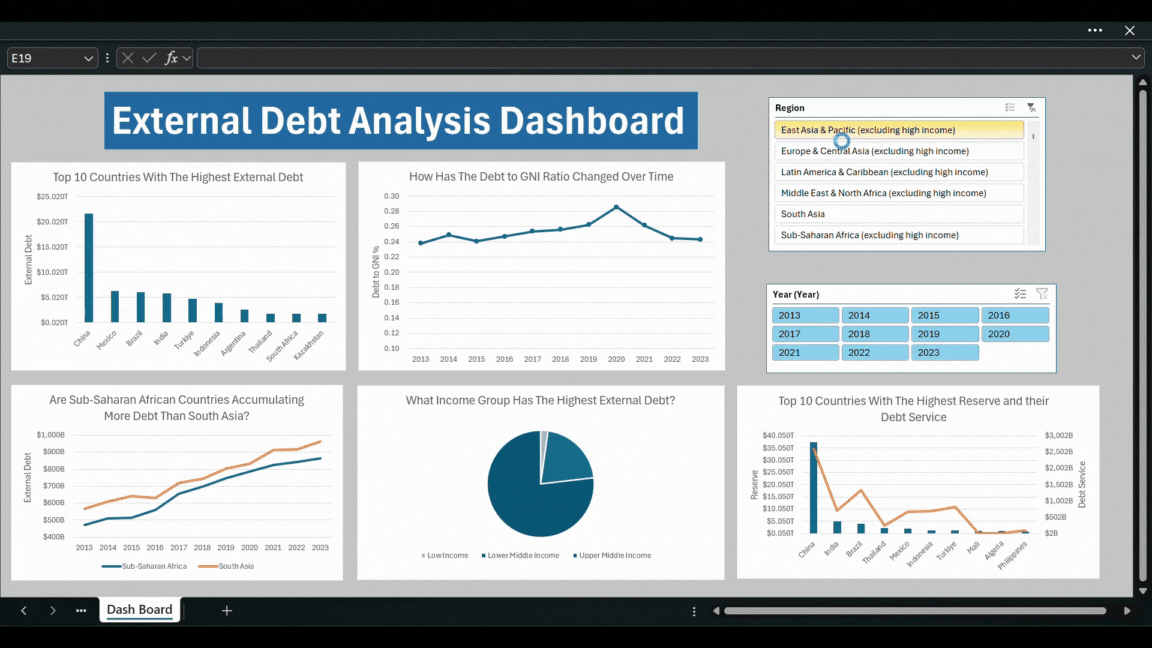 E19
fx
External Debt Analysis Dashboard
Region
East Asia & Pacific (excluding high income)
Europe & Central Asia (excluding high income)
Latin America & Caribbean (excluding high income)
Middle East & North Africa (excluding high income)
South Asia
Sub-Saharan Africa (excluding high income)
Top 10 Countries With The Highest External Debt
External Debt
$25.020T
$20.020T
$15.020T
$10.020T
$5.020T
$0.020T
China
Mexico
Brazil
India
Turkiye
Indonesia
Argentina
Thailand
South Africa
Kazakhstan
How Has The Debt to GNI Ratio Changed Over Time
Debt to GNI %
0.30
0.28
0.26
0.24
0.22
0.20
0.18
0.16
0.14
0.12
0.10
2013 2014 2015 2016 2017 2018 2019 2020 2021 2022 2023
Year (Year)
2013 2014 2015 2016
2017 2018 2019 2020
2021 2022 2023
Are Sub-Saharan African Countries Accumulating
More Debt Than South Asia?
External Debt
$1,000B
$900B
$800B
$700B
$600B
$500B
$400B
2013 2014 2015 2016 2017 2018 2019 2020 2021 2022 2023
Sub-Saharan Africa South Asia
What Income Group Has The Highest External Debt?
Low Income Lower Middle Income Upper Middle Income
Top 10 Countries With The Highest Reserve and their
Debt Service
Reserve
$40.050T
$35.050T
$30.050T
$25.050T
$20.050T
$15.050T
$10.050T
$5.050T
$0.050T
$3,002B
$2,502B
$2,002B
$1,502B
$1,002B
$502B
$2B
Debt Service
China
India
Brazil
Thailand
Mexico
Indonesia
Turkiye
Mali
Algeria
Philippines
Dash Board